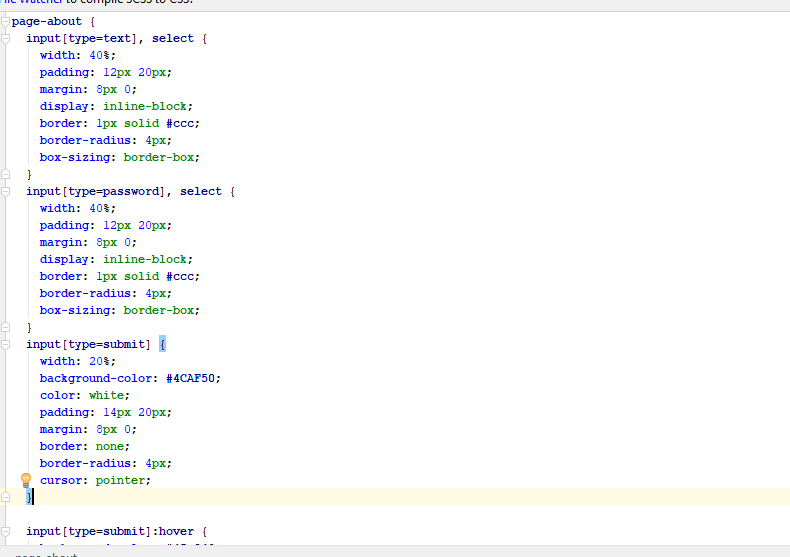 File Watcher to compile SCSS to CSS?
page-about {
input[type=text], select {
width: 40%;
padding: 12px 20px;
margin: 8px 0;
display: inline-block;
border: 1px solid #ccc;
border-radius: 4px;
box-sizing: border-box;
}
input[type=password], select {
width: 40%;
padding: 12px 20px;
margin: 8px 0;
display: inline-block;
border: 1px solid #ccc;
border-radius: 4px;
box-sizing: border-box;
}
input[type=submit] {
width: 20%;
background-color: #4CAF50;
color: white;
padding: 14px 20px;
margin: 8px 0;
border: none;
border-radius: 4px;
cursor: pointer;
}
input[type=submit]:hover {
page-about